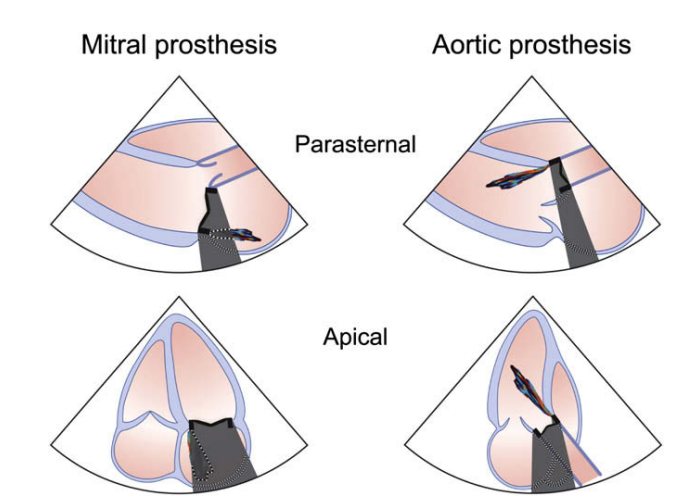 Mitral prosthesis
Aortic prosthesis
Parasternal
Apical